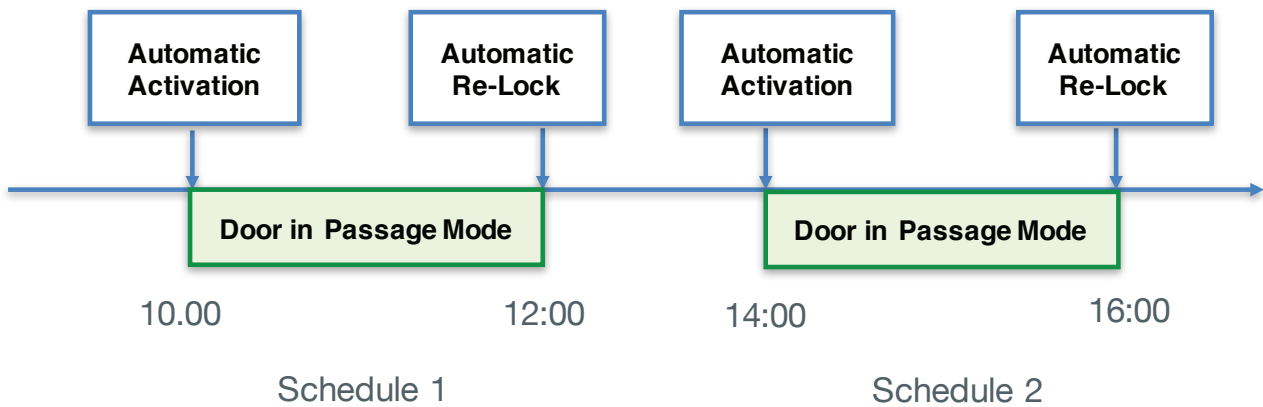 Automatic
Activation
Automatic
Re-Lock
Automatic
Activation
Automatic
Re-Lock
Door in Passage Mode
Door in Passage Mode
10.00
12:00
14:00
16:00
Schedule 1
Schedule 2